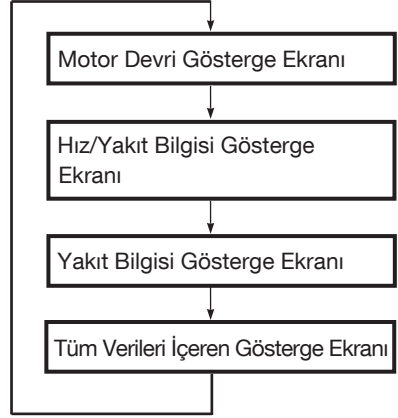 Motor Devri Gösterge Ekranı
Hız/Yakıt Bilgisi Gösterge
Ekranı
Yakıt Bilgisi Gösterge Ekranı
Tüm Verileri İçeren Gösterge Ekranı